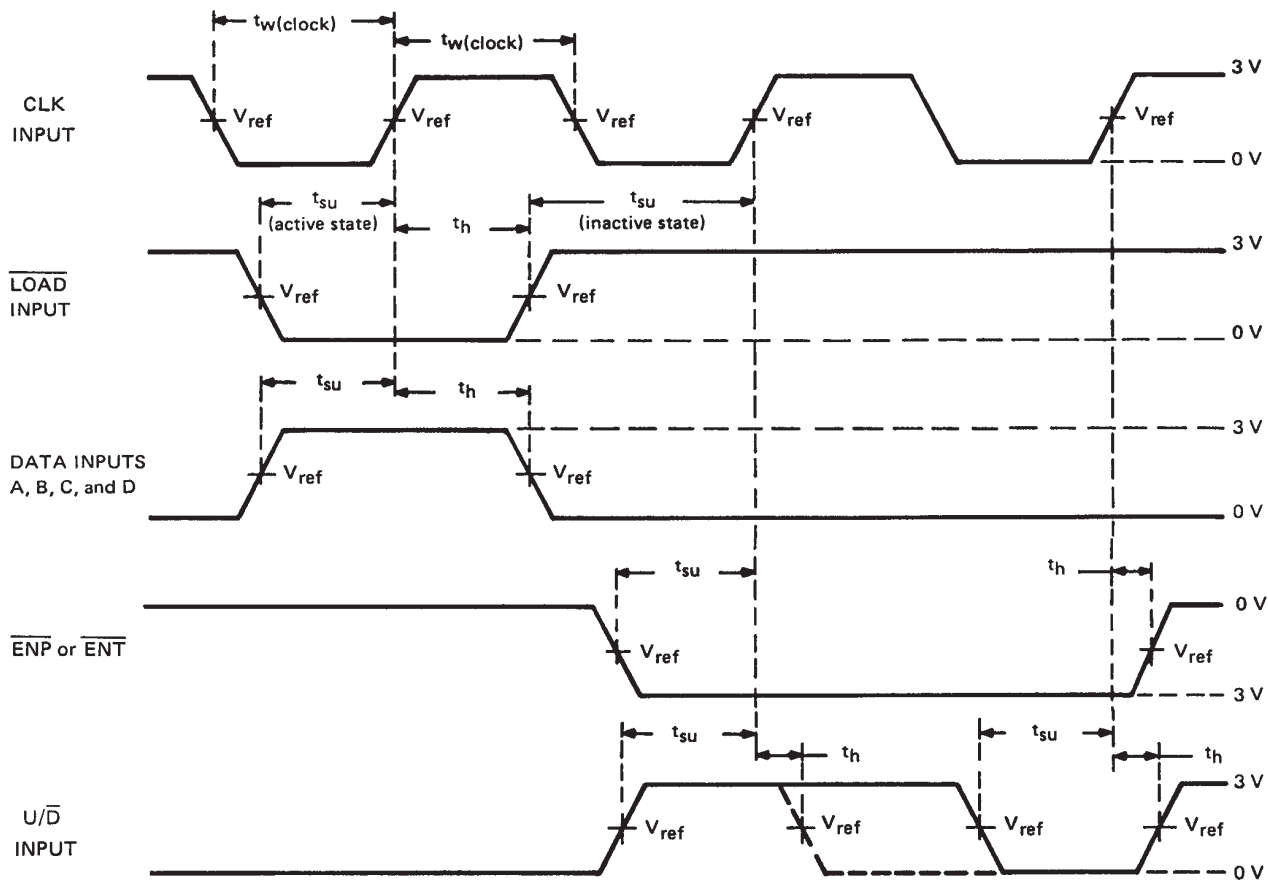 tw(clock)
tw(clock)
3 V
CLK
INPUT
Vref
Vref
Vref
Vref
Vref
0 V
tsu
(active state)
th
tsu
(inactive state)
3 V
LOAD
INPUT
Vref
Vref
0 V
tsu
th
3 V
DATA INPUTS
A, B, C, and D
Vref
Vref
0 V
tsu
th
0 V
ENP or ENT
Vref
Vref
3 V
tsu
th
tsu
th
3 V
U/D
INPUT
Vref
Vref
Vref
Vref
0 V